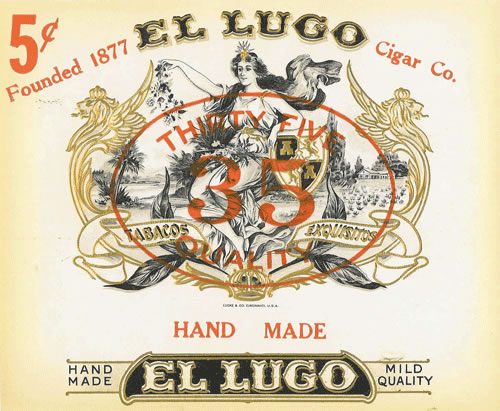 5¢
EL LUGO
Founded 1877
Cigar Co.
THIRTY FIVE
35
QUALITY
TABACOS
EXQUISITOS
HAND MADE
HAND
MADE
EL LUGO
MILD
QUALITY